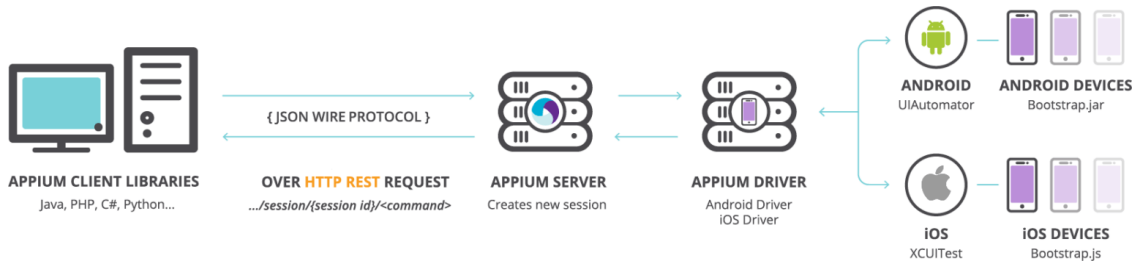 { JSON WIRE PROTOCOL }
APPIUM CLIENT LIBRARIES
Java, PHP, C#, Python...
OVER HTTP REST REQUEST
.../session/{session id}/<command>
APPIUM SERVER
Creates new session
APPIUM DRIVER
Android Driver
iOS Driver
ANDROID
UIAutomator
ANDROID DEVICES
Bootstrap.jar
iOS
XCUITest
iOS DEVICES
Bootstrap.js